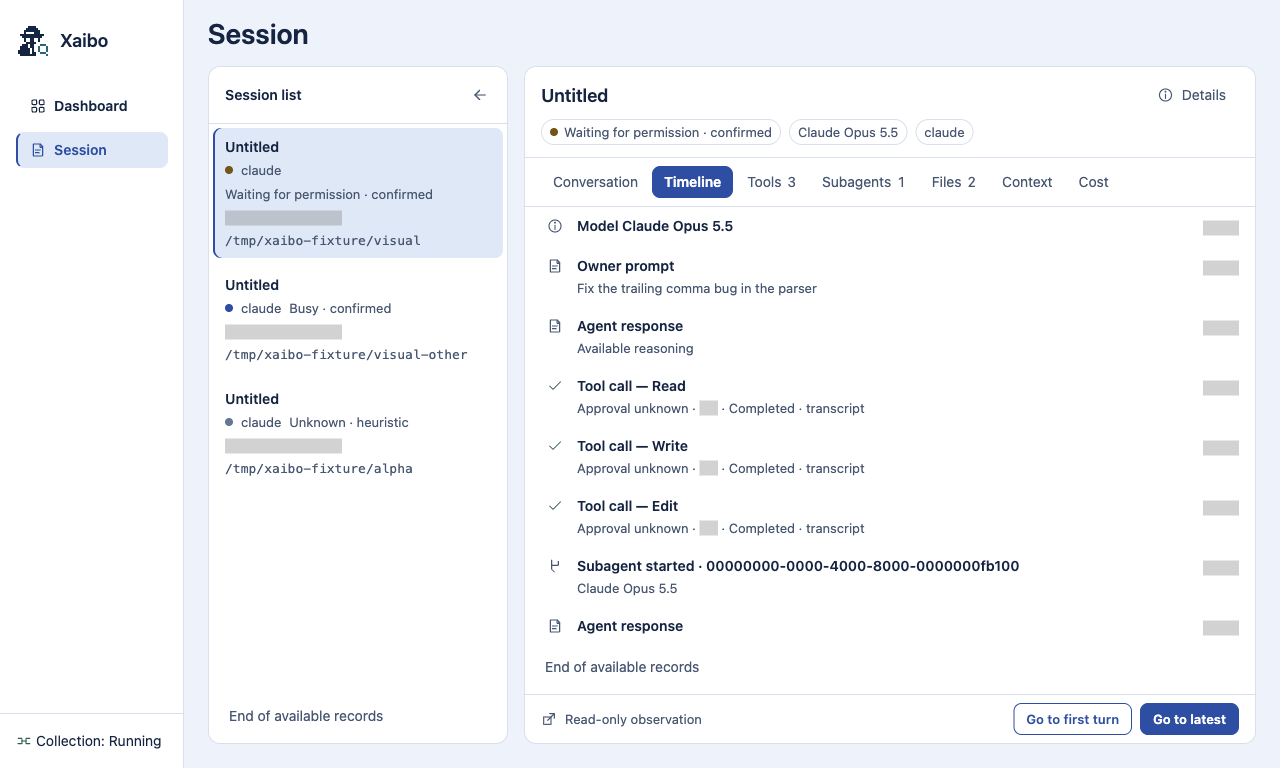 Xaibo
Dashboard
Session
Collection: Running
Session
Session list
Untitled
claude
Waiting for permission · confirmed
/tmp/xaibo-fixture/visual
Untitled
claude Busy · confirmed
/tmp/xaibo-fixture/visual-other
Untitled
claude Unknown · heuristic
/tmp/xaibo-fixture/alpha
End of available records
Untitled
Details
Waiting for permission · confirmed
Claude Opus 5.5
claude
Conversation Timeline Tools 3 Subagents 1 Files 2 Context Cost
Model Claude Opus 5.5
Owner prompt
Fix the trailing comma bug in the parser
Agent response
Available reasoning
Tool call — Read
Approval unknown · · Completed · transcript
Tool call — Write
Approval unknown · · Completed · transcript
Tool call — Edit
Approval unknown · · Completed · transcript
Subagent started · 00000000-0000-4000-8000-0000000fb100
Claude Opus 5.5
Agent response
End of available records
Read-only observation
Go to first turn
Go to latest